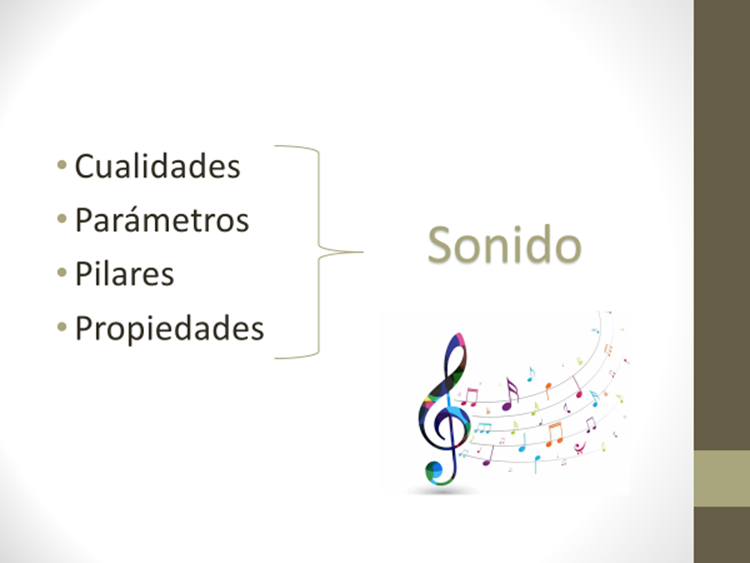 • Cualidades
• Parámetros
• Pilares
• Propiedades
Sonido